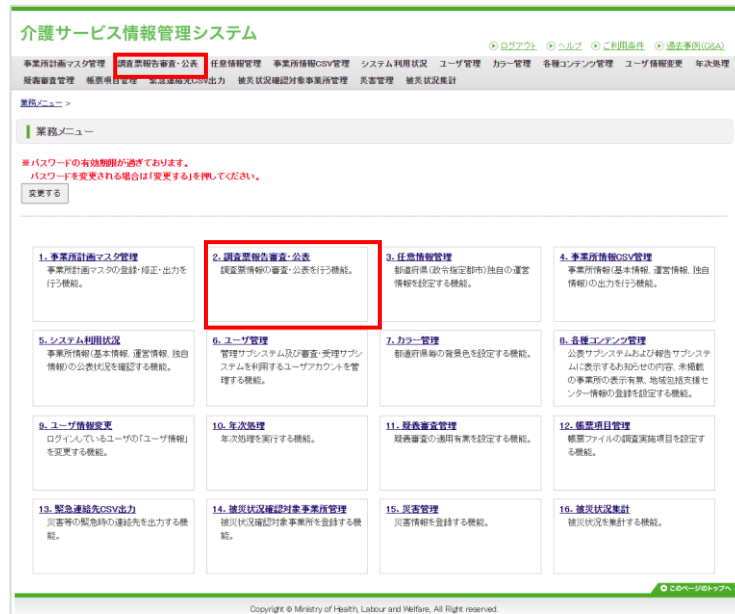 介護サービス情報管理システム
ログアウト ヘルプ ご利用条件 過去事例(Q&A)
事業所計画マスタ管理 調査票報告審査・公表 任意情報管理 事業所情報CSV管理 システム利用状況 ユーザ管理 カラー管理 各種コンテンツ管理 ユーザ情報変更 年次処理
疑義審査管理 帳票項目管理 緊急連絡先CSV出力 被災状況確認対象事業所管理 災害管理 被災状況集計
業務メニュー >
業務メニュー
※パスワードの有効期限が過ぎております。
パスワードを変更される場合は「変更する」を押してください。
変更する
1. 事業所計画マスタ管理
事業所計画マスタの登録・修正・出力を
行う機能。
2. 調査票報告審査・公表
調査票情報の審査・公表を行う機能。
3. 任意情報管理
都道府県(政令指定都市)独自の運営
情報を設定する機能。
4. 事業所情報CSV管理
事業所情報(基本情報、運営情報、独自
情報)の出力を行う機能。
5. システム利用状況
事業所情報(基本情報、運営情報、独自
情報)の公表状況を確認する機能。
6. ユーザ管理
管理サブシステム及び審査・受理サブシ
ステムを利用するユーザアカウントを管
理する機能。
7. カラー管理
都道府県毎の背景色を設定する機能。
8. 各種コンテンツ管理
公表サブシステムおよび報告サブシステ
ムに表示するお知らせの内容、未掲載
の事業所の表示有無、地域包括支援セ
ンター情報の登録を設定する機能。
9. ユーザ情報変更
ログインしているユーザの「ユーザ情報」
を変更する機能。
10. 年次処理
年次処理を実行する機能。
11. 疑義審査管理
疑義審査の適用有無を設定する機能。
12. 帳票項目管理
帳票ファイルの調査実施項目を設定す
る機能。
13. 緊急連絡先CSV出力
災害等の緊急時の連絡先を出力する機
能。
14. 被災状況確認対象事業所管理
被災状況確認対象事業所を登録する機
能。
15. 災害管理
災害情報を登録する機能。
16. 被災状況集計
被災状況を集計する機能。
このページのトップへ
Copyright © Ministry of Health, Labour and Welfare, All Right reserved.